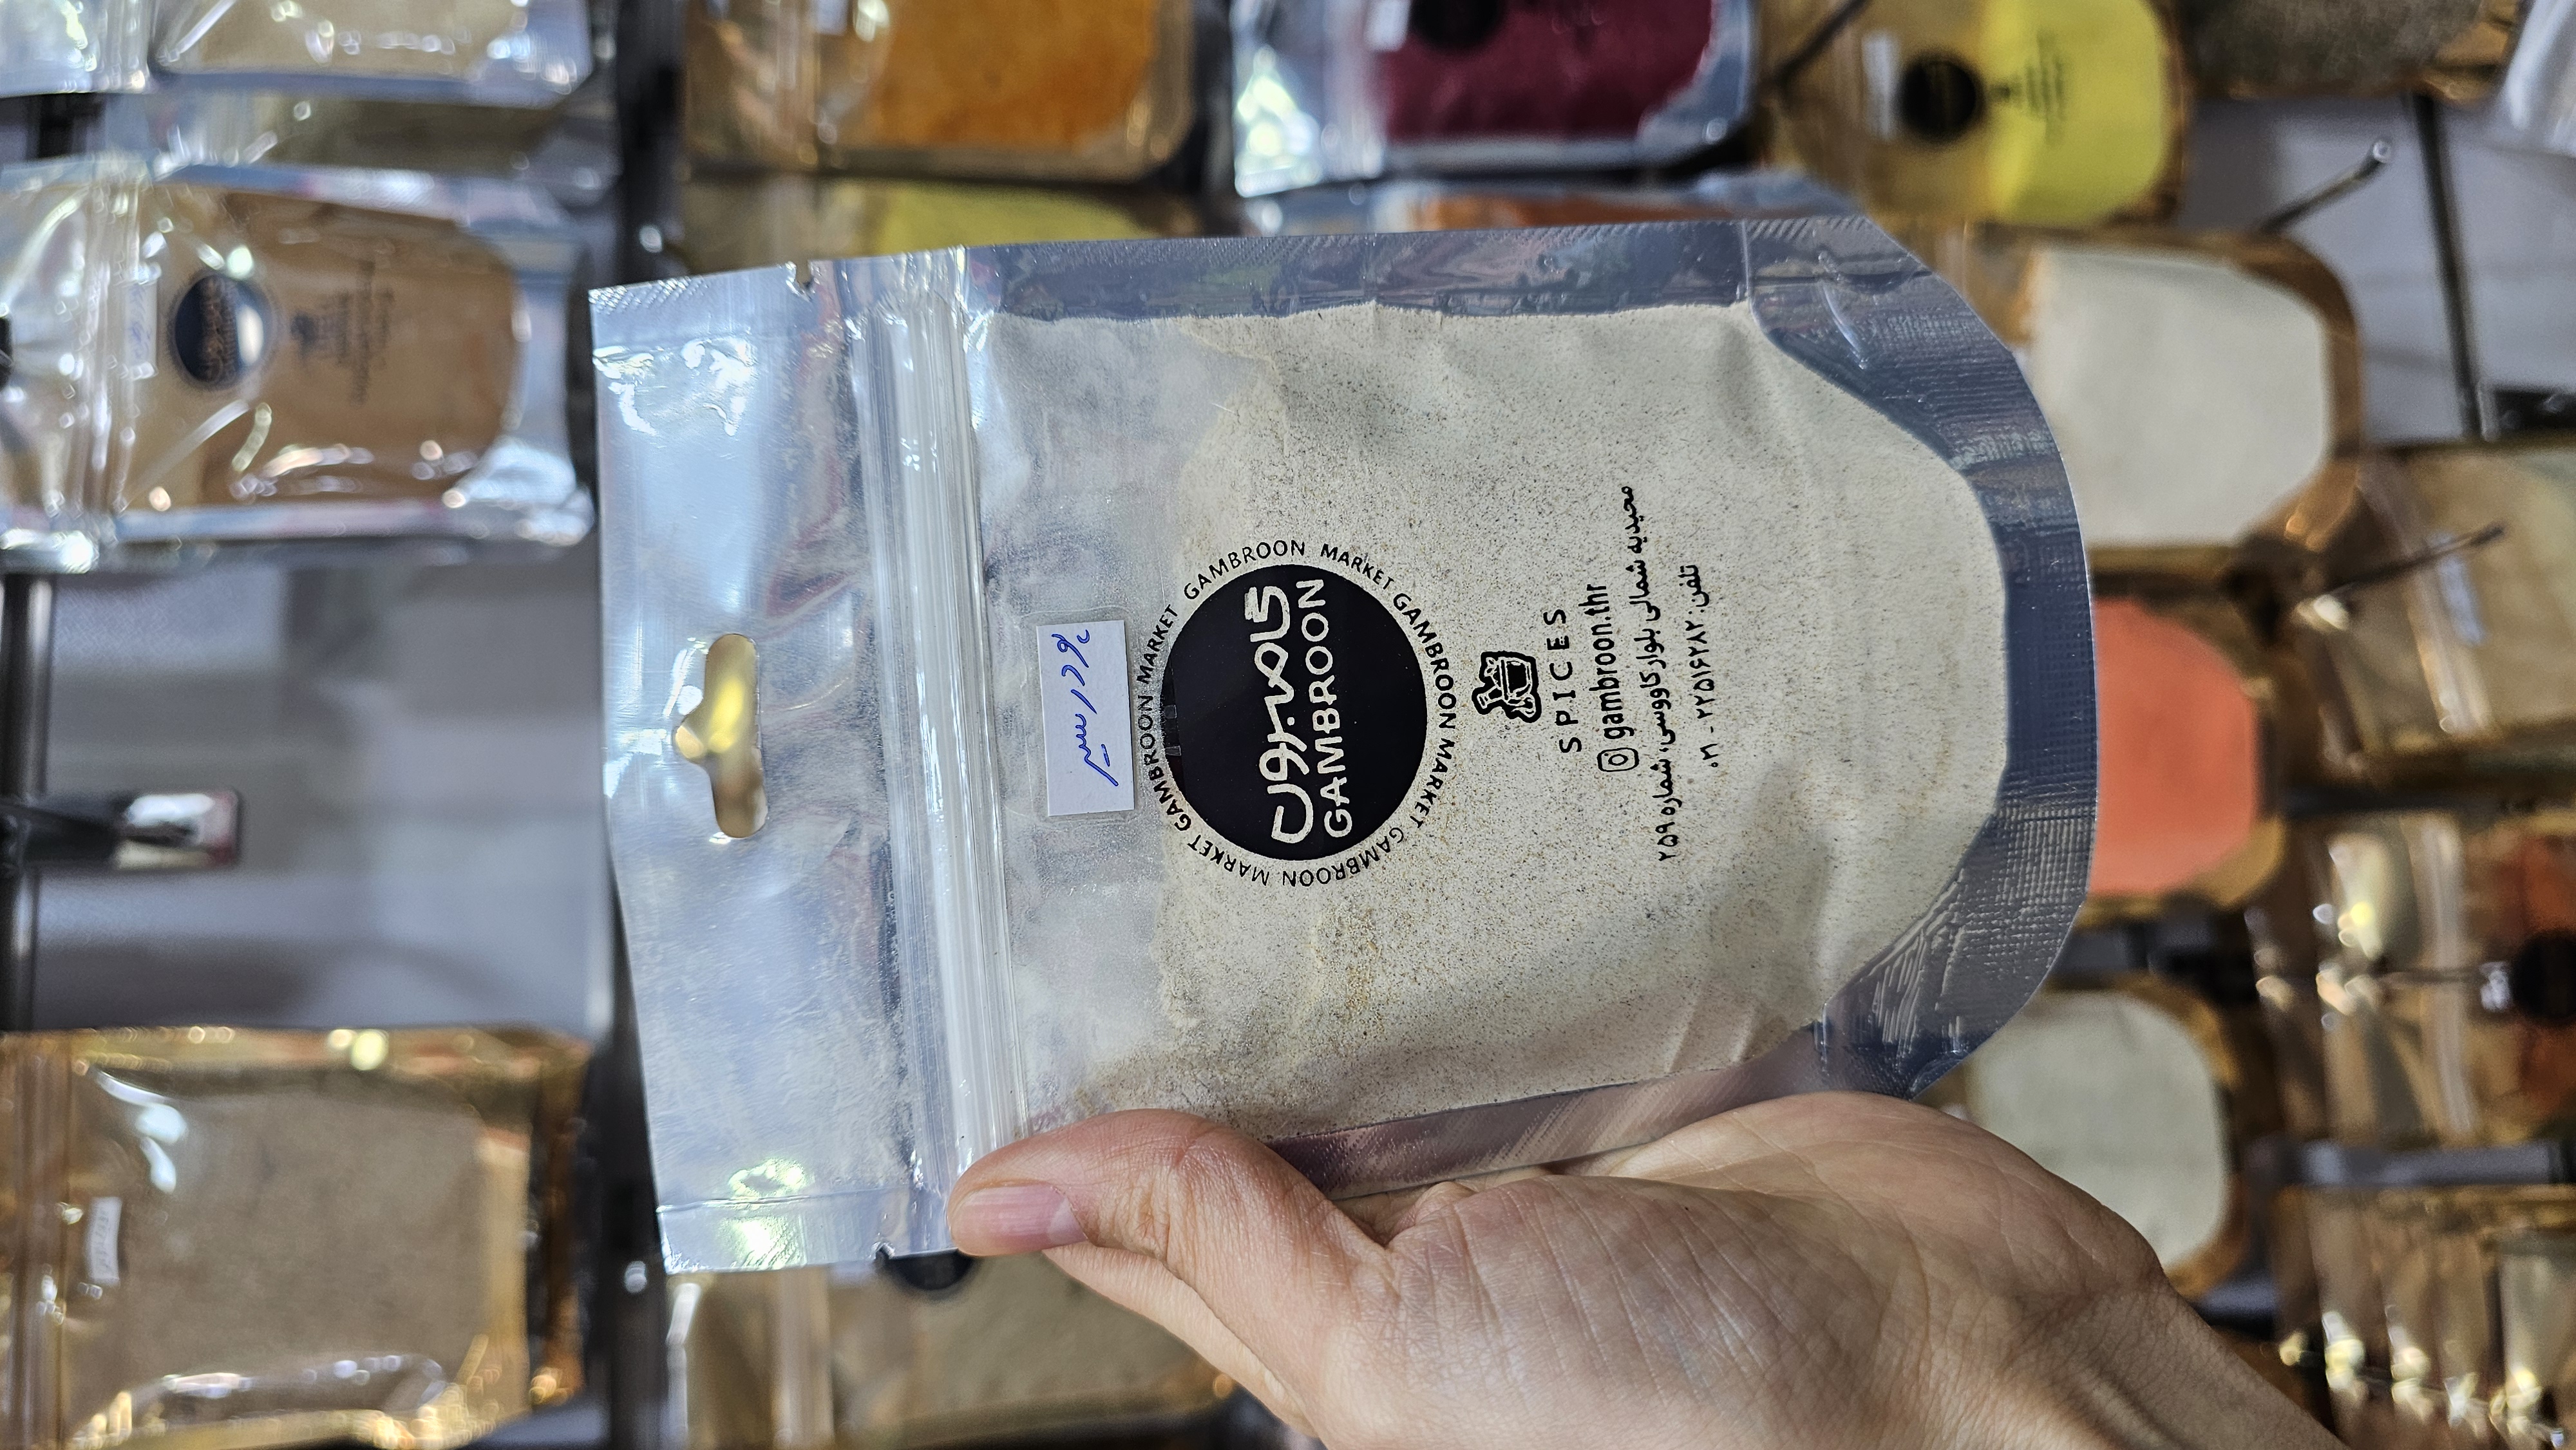 پودر سیر
GAMBROON MARKET GAMBROON MARKET GAMBROON MARKET GAMBROON MARKET
گامبرون
GAMBROON
SPICES
gambroon.thr
مجیدیه شمالی بلوار کاووسی، شماره ۲۵۹
تلفن: ۲۲۵۱۶۲۸۲ - ۰۲۱